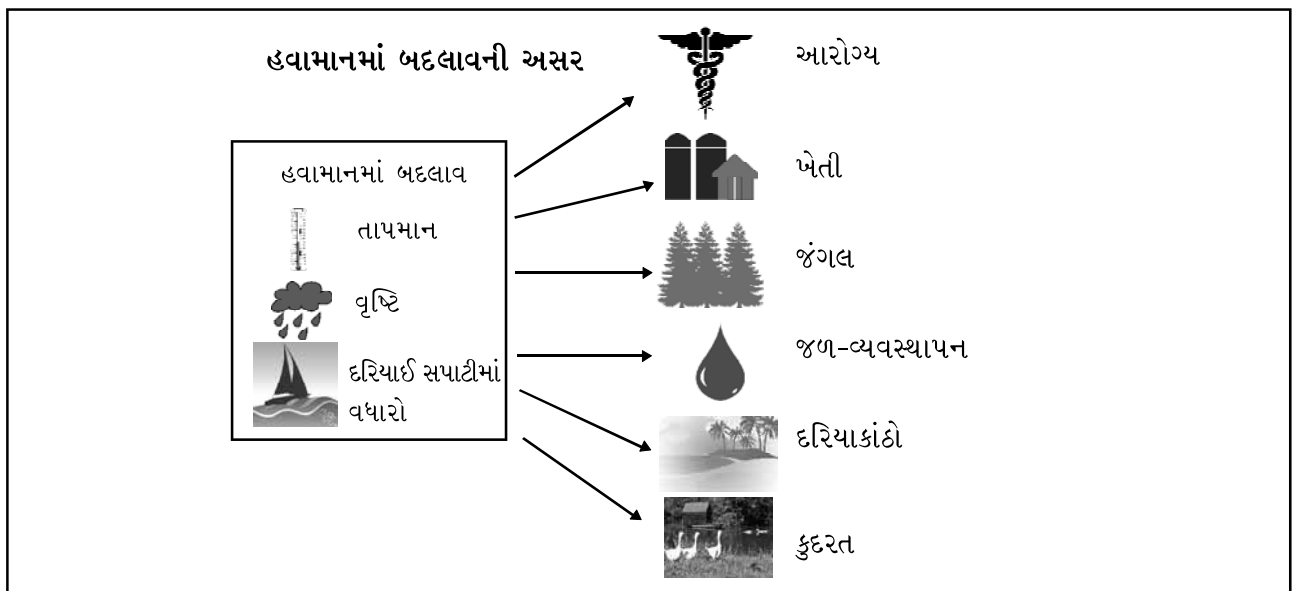 હવામાનમાં બદલાવની અસર
હવામાનમાં બદલાવ
તાપમાન
વૃષ્ટિ
દરિયાઈ સપાટીમાં
વધારો
આરોગ્ય
ખેતી
જંગલ
જળ-વ્યવસ્થાપન
દરિયાકાંઠો
કુદરત